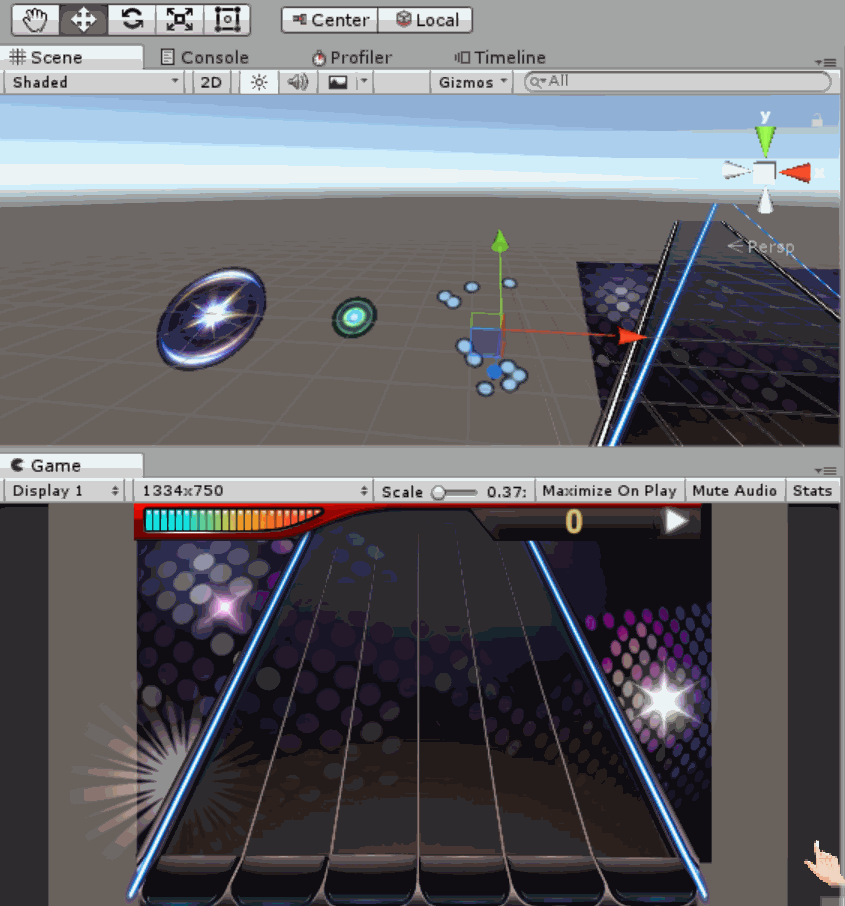 Center Local
Scene Console Profiler Timeline
Shaded 2D Gizmos All
y
x
Persp
Game
Display 1 1334x750 Scale 0.37: Maximize On Play Mute Audio Stats
0